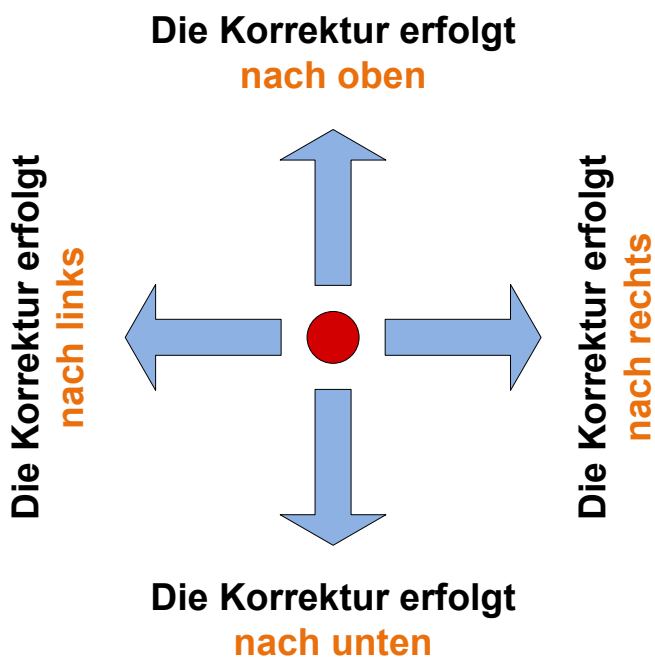 Die Korrektur erfolgt
nach oben
Die Korrektur erfolgt
nach links
Die Korrektur erfolgt
nach rechts
Die Korrektur erfolgt
nach unten